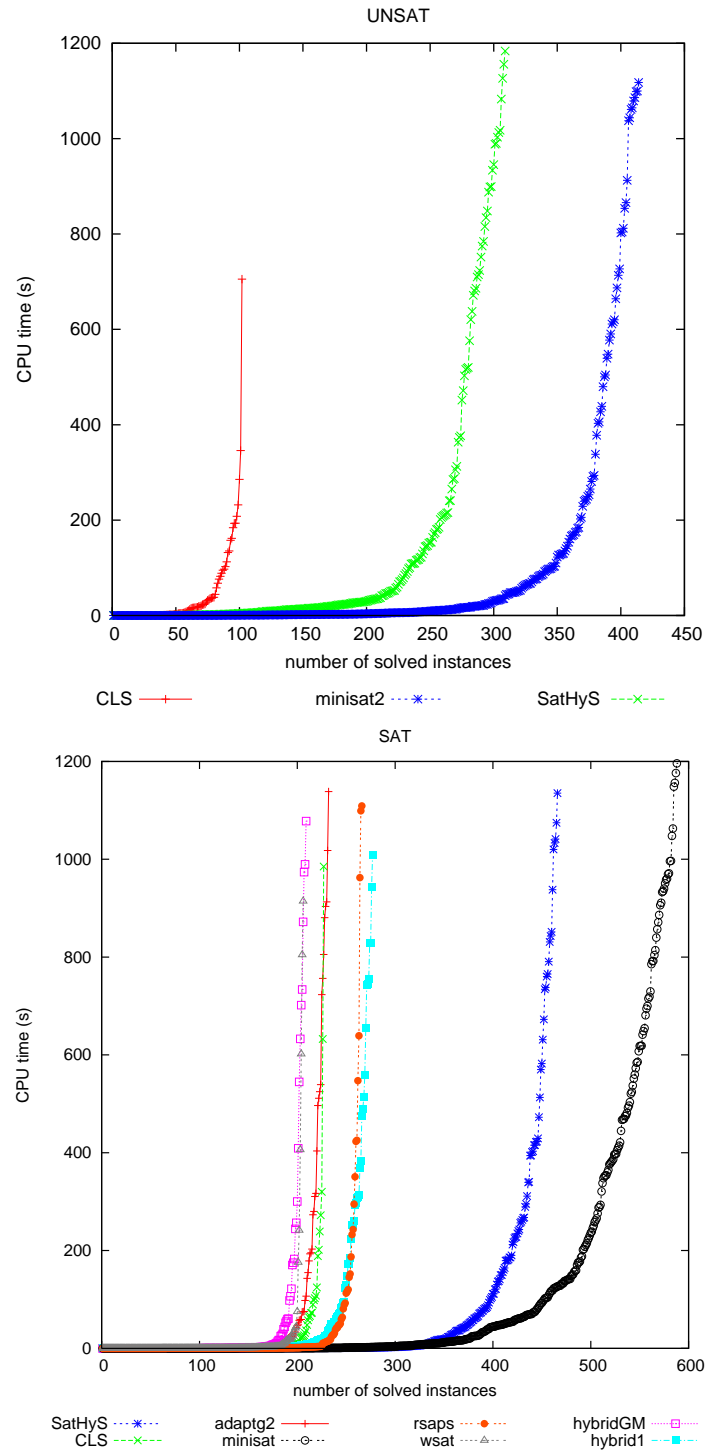 UNSAT
1200
1000
800
600
400
200
0
CPU time (s)
0 50 100 150 200 250 300 350 400 450
number of solved instances
CLS minisat2 SatHyS
SAT
1200
1000
800
600
400
200
0
CPU time (s)
0 100 200 300 400 500 600
number of solved instances
SatHyS adaptg2 rsaps hybridGM
CLS minisat wsat hybrid1